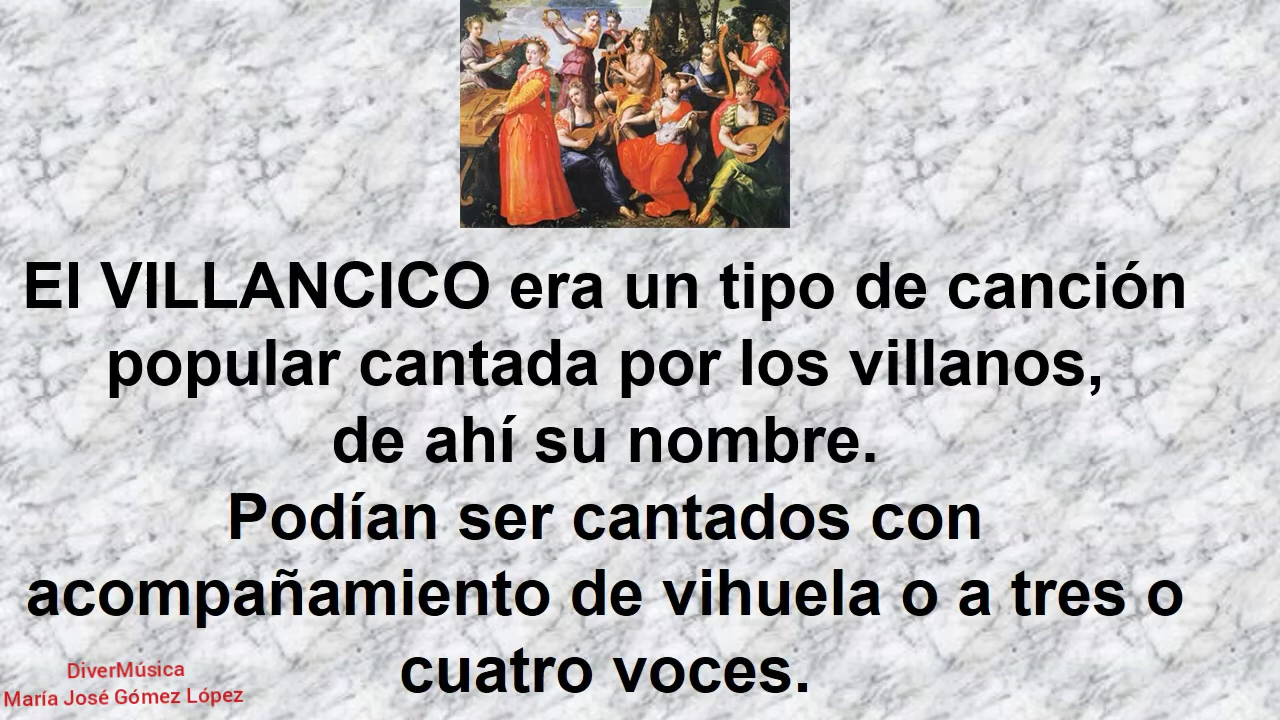 El VILLANCICO era un tipo de canción
popular cantada por los villanos,
de ahí su nombre.
Podían ser cantados con
acompañamiento de vihuela o a tres o
cuatro voces.
DiverMúsica
María José Gómez López